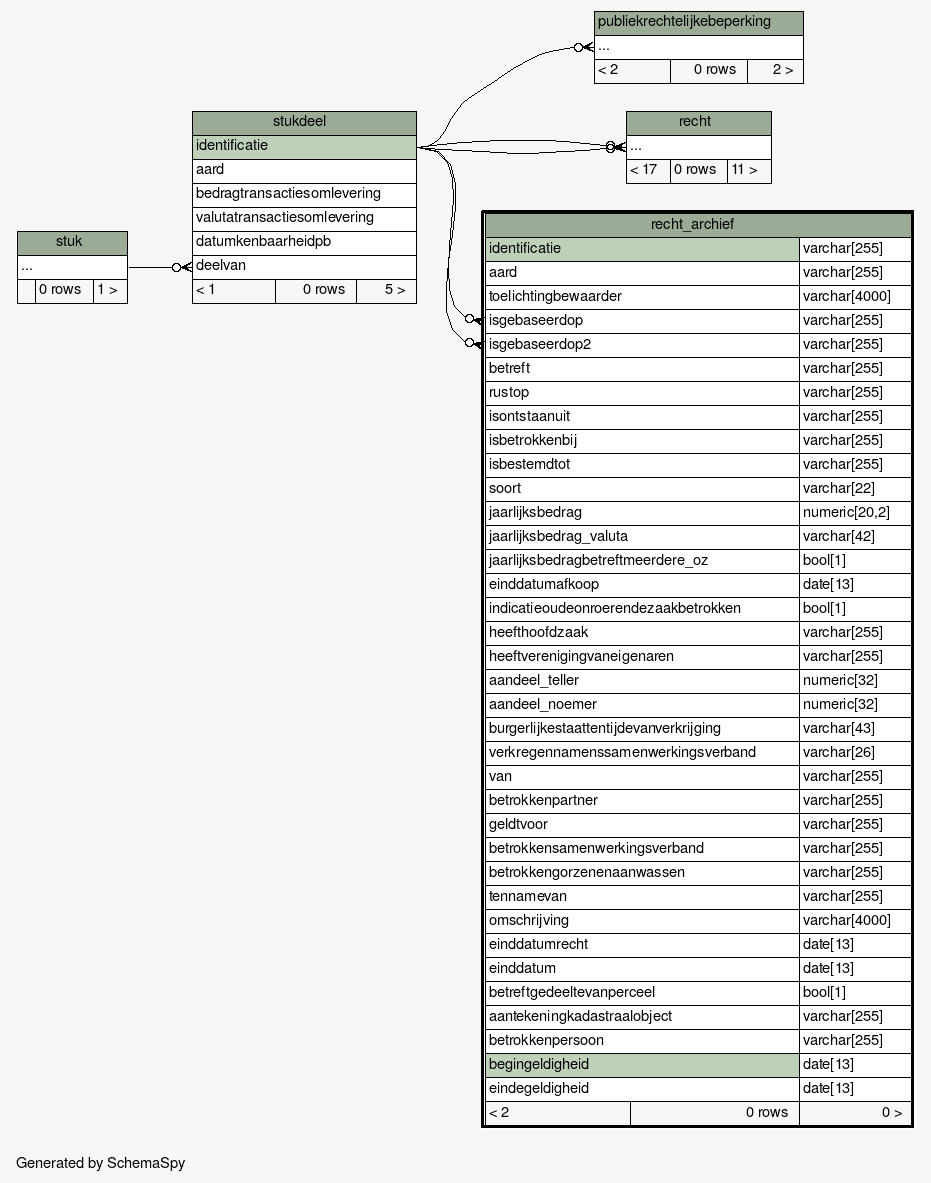 publiekrechtelijkebeperking
...
< 2 0 rows 2 >
stukdeel
identificatie
aard
bedragtransactiesomlevering
valutatransactiesomlevering
datumkenbaarheidpb
deelvan
< 1 0 rows 5 >
recht
...
< 17 0 rows 11 >
stuk
...
0 rows 1 >
recht_archief
identificatie varchar[255]
aard varchar[255]
toelichtingbewaarder varchar[4000]
isgebaseerdop varchar[255]
isgebaseerdop2 varchar[255]
betreft varchar[255]
rustop varchar[255]
isontstaanuit varchar[255]
isbetrokkenbij varchar[255]
isbestemdtot varchar[255]
soort varchar[22]
jaarlijksbedrag numeric[20,2]
jaarlijksbedrag_valuta varchar[42]
jaarlijksbedragbetreftmeerdere_oz bool[1]
einddatumafkoop date[13]
indicatieoudeonroerendezaakbetrokken bool[1]
heefthoofdzaak varchar[255]
heeftverenigingvaneigenaren varchar[255]
aandeel_teller numeric[32]
aandeel_noemer numeric[32]
burgerlijkestaattentijdevanverkrijging varchar[43]
verkregennamenssamenwerkingsverband varchar[26]
van varchar[255]
betrokkenpartner varchar[255]
geldtvoor varchar[255]
betrokkensamenwerkingsverband varchar[255]
betrokkengorzenenaanwassen varchar[255]
tennamevan varchar[255]
omschrijving varchar[4000]
einddatumrecht date[13]
einddatum date[13]
betreftgedeeltevanperceel bool[1]
aantekeningkadastraalobject varchar[255]
betrokkenpersoon varchar[255]
begingeldigheid date[13]
eindegeldigheid date[13]
< 2 0 rows 0 >
Generated by SchemaSpy